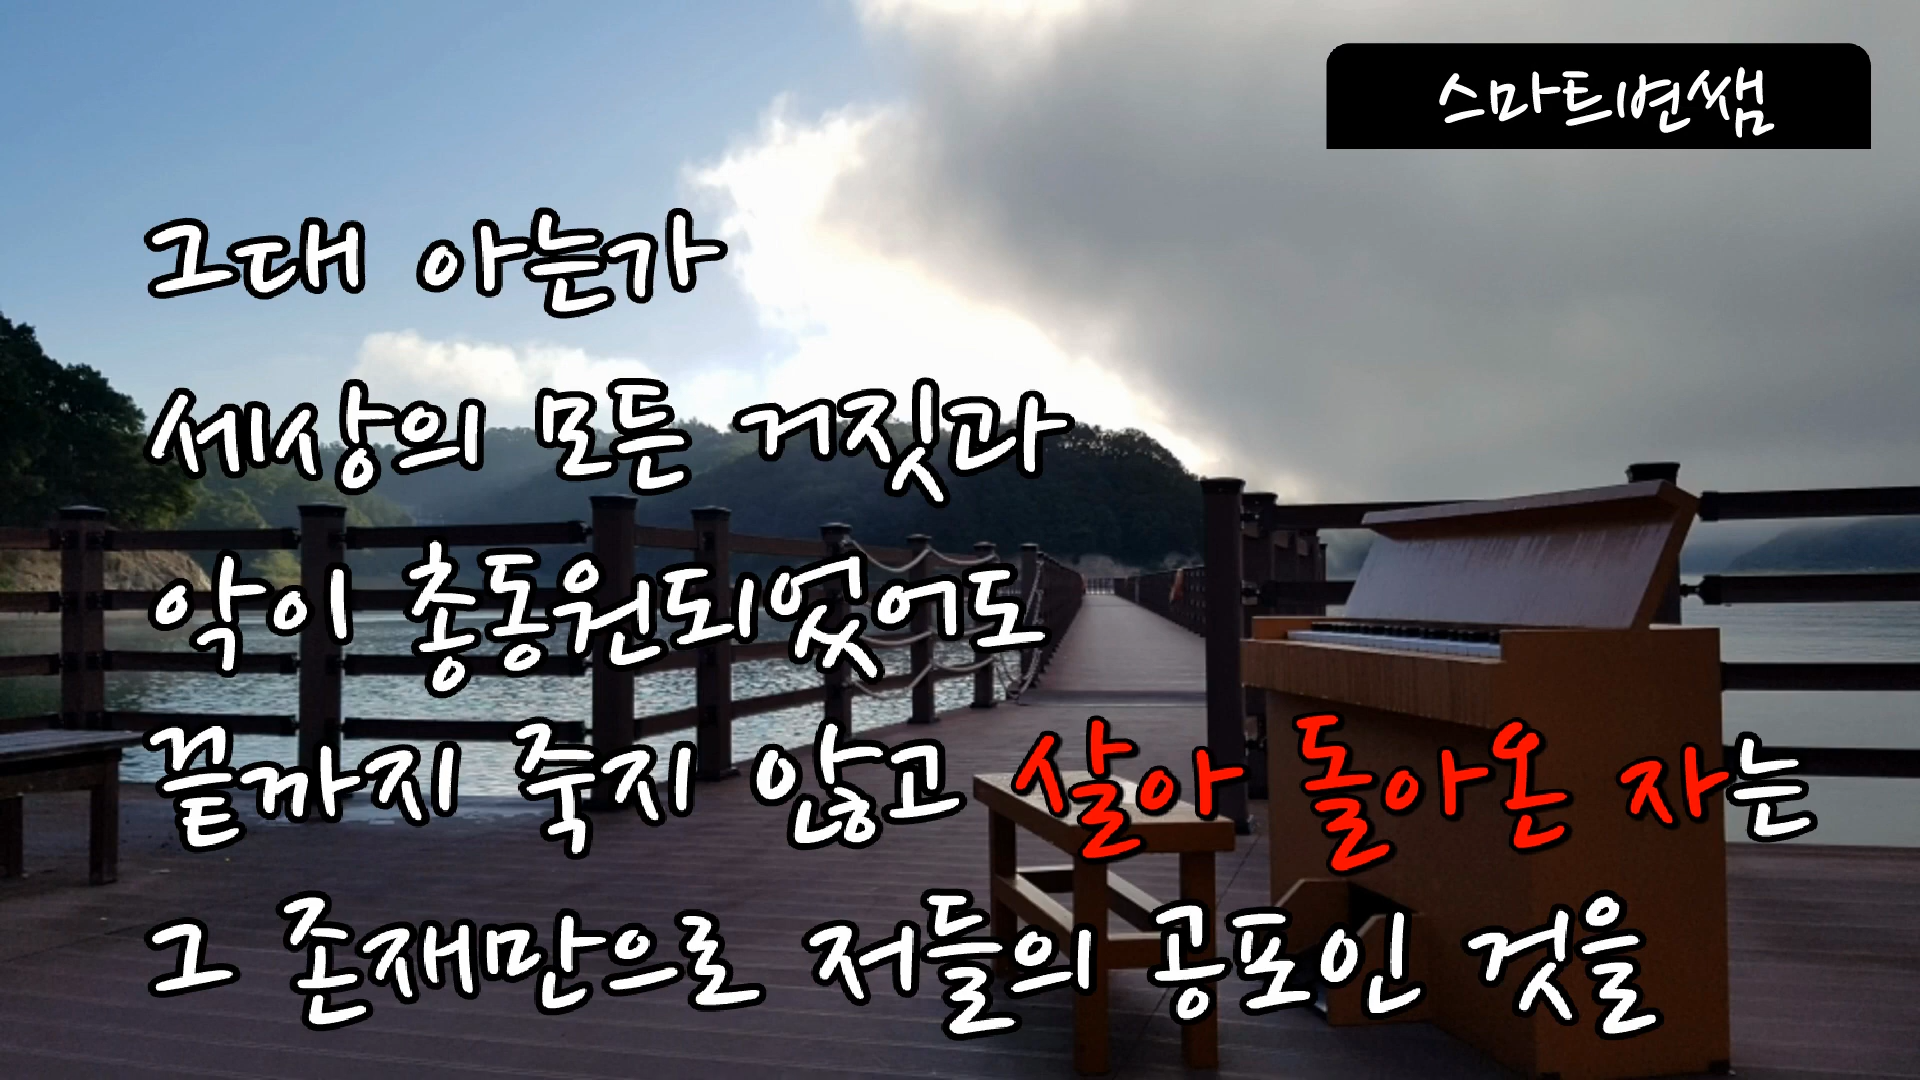 스마트변쌤
그대 아는가
세상의 모든 거짓과
악이 총동원되었어도
끝까지 죽지 않고 살아 돌아온 자는
그 존재만으로 저들의 공포인 것을